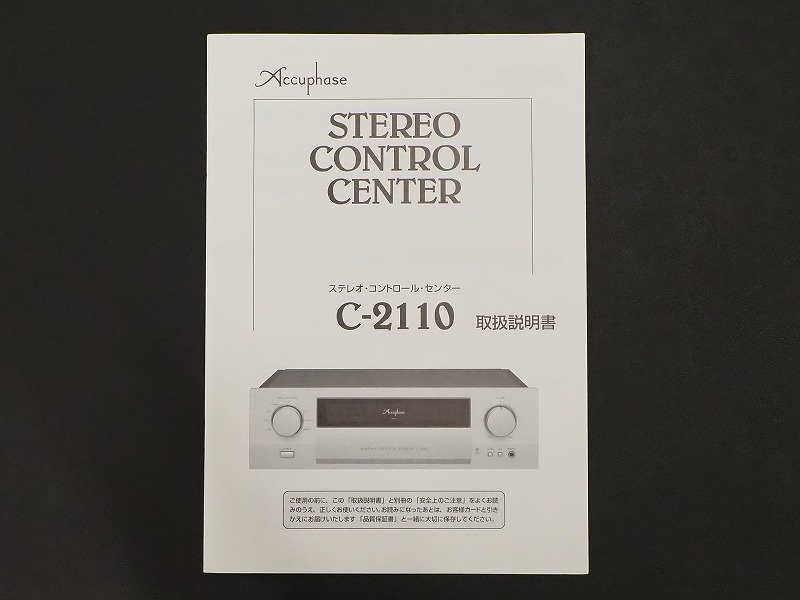 Accuphase
STEREO
CONTROL
CENTER
ステレオ・コントロール・センター
C-2110 取扱説明書
Accuphase
ご使用の前に、この「取扱説明書」と別冊の「安全上のご注意」をよくお読
みのうえ、正しくお使いください。お読みになったあとは、お客様カードと引き
かえにお届けいたします「品質保証書」と一緒に大切に保存してください。